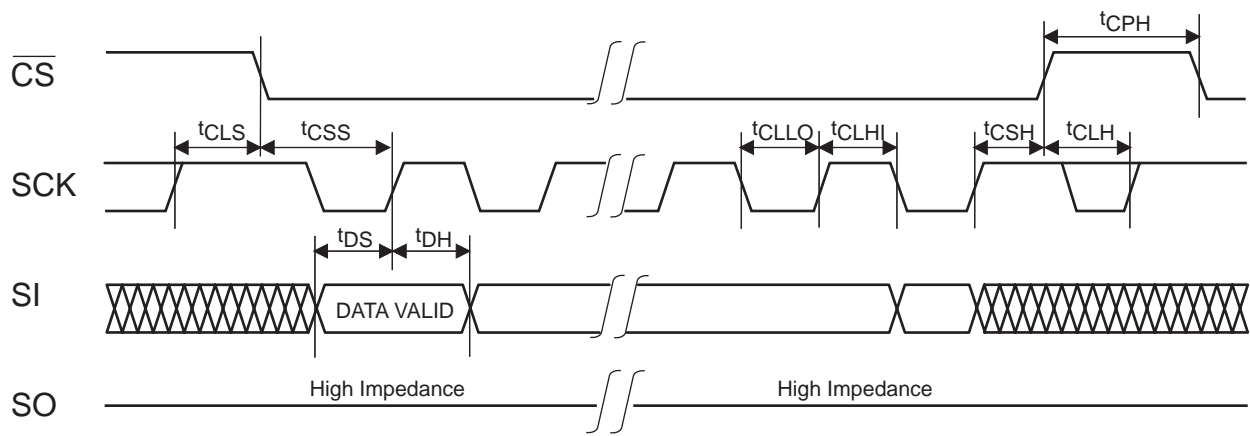 tCPH
CS
tCLS
tCSS
tCLLO
tCLHI
tCSH
tCLH
SCK
tDS
tDH
SI
DATA VALID
High Impedance
High Impedance
SO